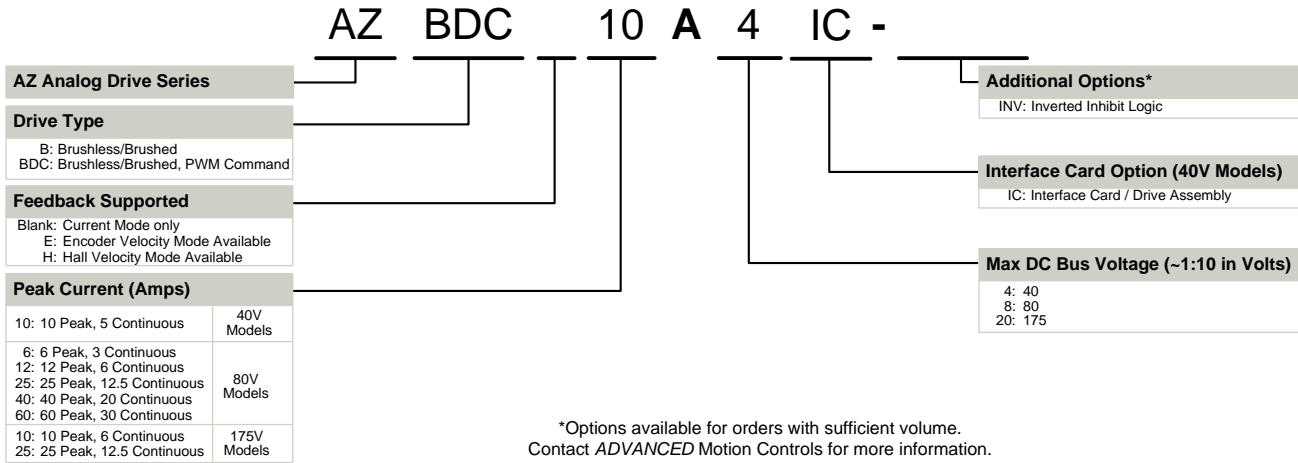 AZ BDC 10 A 4 IC -
AZ Analog Drive Series
Drive Type
B: Brushless/Brushed
BDC: Brushless/Brushed, PWM Command
Feedback Supported
Blank: Current Mode only
E: Encoder Velocity Mode Available
H: Hall Velocity Mode Available
Peak Current (Amps)
10: 10 Peak, 5 Continuous
40V
Models
6: 6 Peak, 3 Continuous
12: 12 Peak, 6 Continuous
25: 25 Peak, 12.5 Continuous
40: 40 Peak, 20 Continuous
60: 60 Peak, 30 Continuous
80V
Models
10: 10 Peak, 6 Continuous
25: 25 Peak, 12.5 Continuous
175V
Models
Additional Options*
INV: Inverted Inhibit Logic
Interface Card Option (40V Models)
IC: Interface Card / Drive Assembly
Max DC Bus Voltage (~1:10 in Volts)
4: 40
8: 80
20: 175
*Options available for orders with sufficient volume.
Contact ADVANCED Motion Controls for more information.